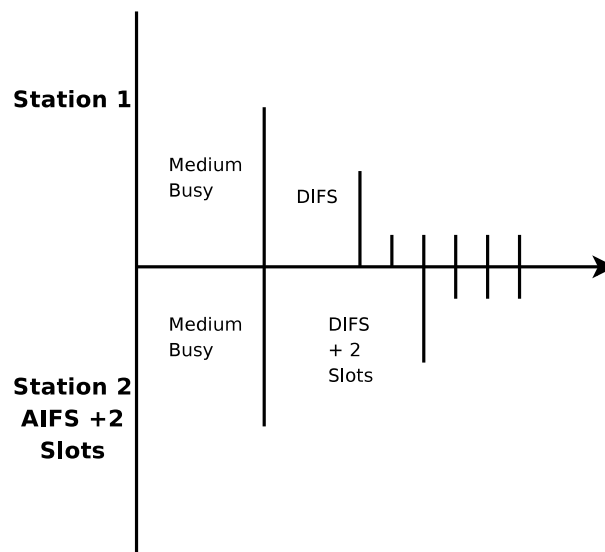 Station 1
Medium
Busy
DIFS
Medium
Busy
DIFS
+ 2
Slots
Station 2
AIFS +2
Slots